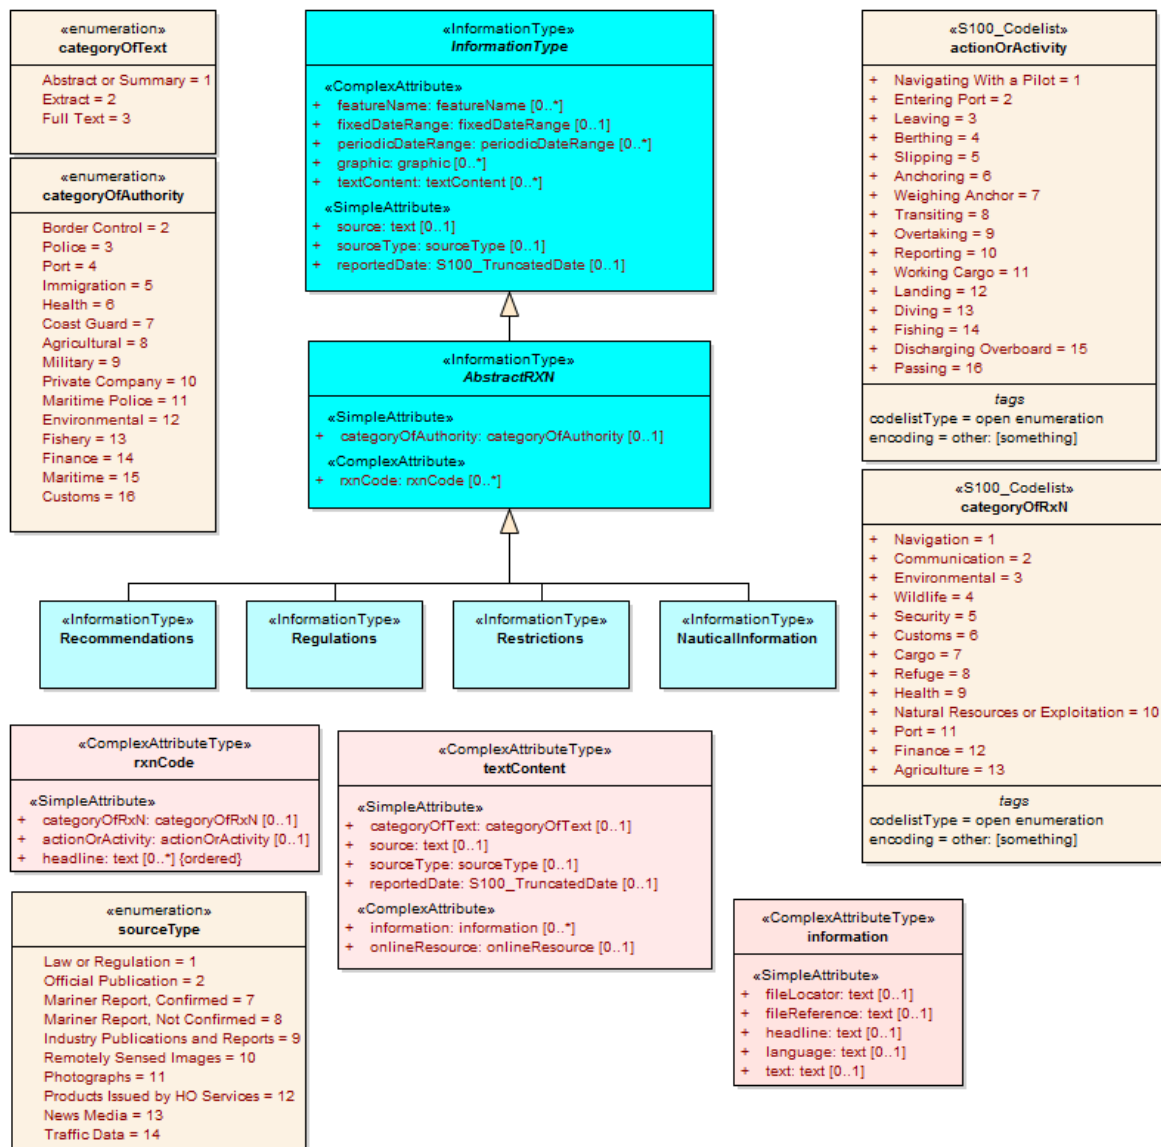 «enumeration»
categoryOfText
Abstract or Summary = 1
Extract = 2
Full Text = 3
«enumeration»
categoryOfAuthority
Border Control = 2
Police = 3
Port = 4
Immigration = 5
Health = 6
Coast Guard = 7
Agricultural = 8
Military = 9
Private Company = 10
Maritime Police = 11
Environmental = 12
Fishery = 13
Finance = 14
Maritime = 15
Customs = 16
«InformationType»
InformationType
«ComplexAttribute»
+ featureName: featureName [0..*]
+ fixedDateRange: fixedDateRange [0..1]
+ periodicDateRange: periodicDateRange [0..*]
+ graphic: graphic [0..*]
+ textContent: textContent [0..*]
«SimpleAttribute»
+ source: text [0..1]
+ sourceType: sourceType [0..1]
+ reportedDate: S100_TruncatedDate [0..1]
«InformationType»
AbstractRXN
«SimpleAttribute»
+ categoryOfAuthority: categoryOfAuthority [0..1]
«ComplexAttribute»
+ rxnCode: rxnCode [0..*]
«S100_Codelist»
actionOrActivity
+ Navigating With a Pilot = 1
+ Entering Port = 2
+ Leaving = 3
+ Berthing = 4
+ Slipping = 5
+ Anchoring = 6
+ Weighing Anchor = 7
+ Transiting = 8
+ Overtaking = 9
+ Reporting = 10
+ Working Cargo = 11
+ Landing = 12
+ Diving = 13
+ Fishing = 14
+ Discharging Overboard = 15
+ Passing = 16
tags
codelistType = open enumeration
encoding = other: [something]
«S100_Codelist»
categoryOfRxN
+ Navigation = 1
+ Communication = 2
+ Environmental = 3
+ Wildlife = 4
+ Security = 5
+ Customs = 6
+ Cargo = 7
+ Refuge = 8
+ Health = 9
+ Natural Resources or Exploitation = 10
+ Port = 11
+ Finance = 12
+ Agriculture = 13
tags
codelistType = open enumeration
encoding = other: [something]
«InformationType»
Recommendations
«InformationType»
Regulations
«InformationType»
Restrictions
«InformationType»
NauticalInformation
«ComplexAttributeType»
rxnCode
«SimpleAttribute»
+ categoryOfRxN: categoryOfRxN [0..1]
+ actionOrActivity: actionOrActivity [0..1]
+ headline: text [0..*] {ordered}
«ComplexAttributeType»
textContent
«SimpleAttribute»
+ categoryOfText: categoryOfText [0..1]
+ source: text [0..1]
+ sourceType: sourceType [0..1]
+ reportedDate: S100_TruncatedDate [0..1]
«ComplexAttribute»
+ information: information [0..*]
+ onlineResource: onlineResource [0..1]
«enumeration»
sourceType
Law or Regulation = 1
Official Publication = 2
Mariner Report, Confirmed = 7
Mariner Report, Not Confirmed = 8
Industry Publications and Reports = 9
Remotely Sensed Images = 10
Photographs = 11
Products Issued by HO Services = 12
News Media = 13
Traffic Data = 14
«ComplexAttributeType»
information
«SimpleAttribute»
+ fileLocator: text [0..1]
+ fileReference: text [0..1]
+ headline: text [0..1]
+ language: text [0..1]
+ text: text [0..1]